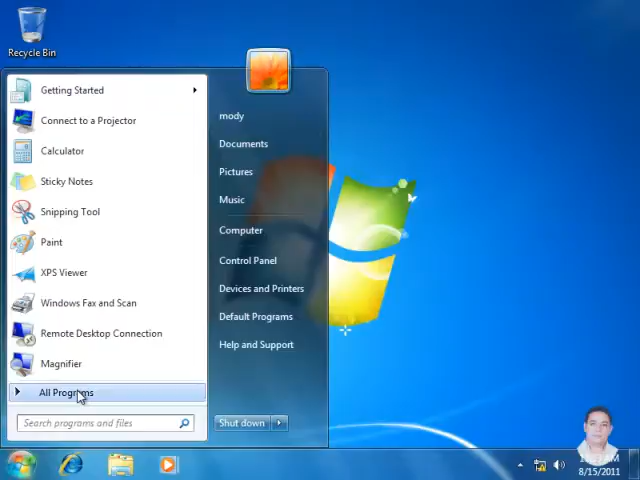 Recycle Bin
Getting Started
Connect to a Projector
Calculator
Sticky Notes
Snipping Tool
Paint
XPS Viewer
Windows Fax and Scan
Remote Desktop Connection
Magnifier
All Programs
Search programs and files
mody
Documents
Pictures
Music
Computer
Control Panel
Devices and Printers
Default Programs
Help and Support
Shut down
8/15/2011